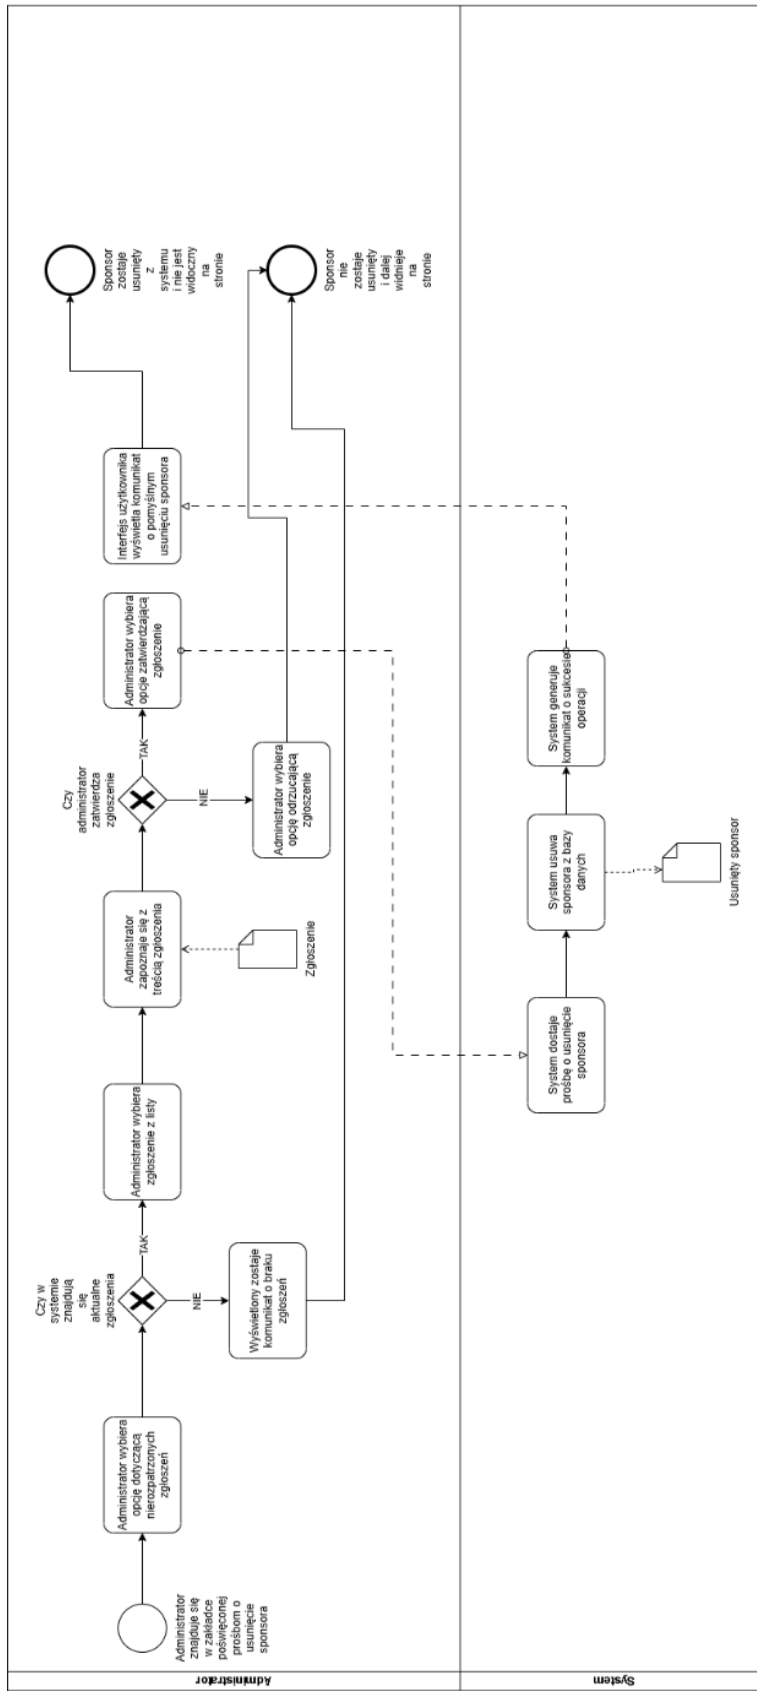 Administrator
Administrator
znajduje się
w zakładce
poświęconej
prośbom o
usunięcie
sponsora
Administrator wybiera
opcję dotyczącą
nierozpatrzonych
zgłoszeń
Czy w
systemie
znajdują
się
aktualne
zgłoszenia
TAK
NIE
Wyświetlony zostaje
komunikat o braku
zgłoszeń
Administrator wybiera
zgłoszenie z listy
Administrator
zapoznaje się z
treścią zgłoszenia
Zgłoszenie
Czy
administrator
zatwierdza
zgłoszenie
TAK
NIE
Administrator wybiera
opcję odrzucającą
zgłoszenie
Administrator wybiera
opcje zatwierdzającą
zgłoszenie
Interfejs użytkownika
wyświetla komunikat
o pomyślnym
usunięciu sponsora
Sponsor
zostaje
usunięty
z
systemu
i nie jest
widoczny
na
stronie
Sponsor
nie
zostaje
usunięty
i dalej
widnieje
na
stronie
System
System dostaje
prośbę o usunięcie
sponsora
System usuwa
sponsora z bazy
danych
Usunięty sponsor
System generuje
komunikat o sukcesie
operacji